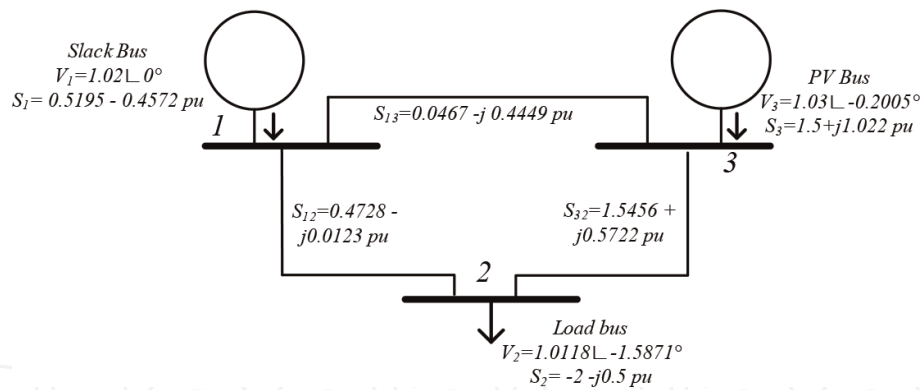 Slack Bus
V1=1.02∟0°
S1= 0.5195 - 0.4572 pu
1
S13=0.0467 -j 0.4449 pu
PV Bus
V3=1.03∟-0.2005°
S3=1.5+j1.022 pu
3
S12=0.4728 -
j0.0123 pu
S32=1.5456 +
j0.5722 pu
2
Load bus
V2=1.0118∟-1.5871°
S2= -2 -j0.5 pu